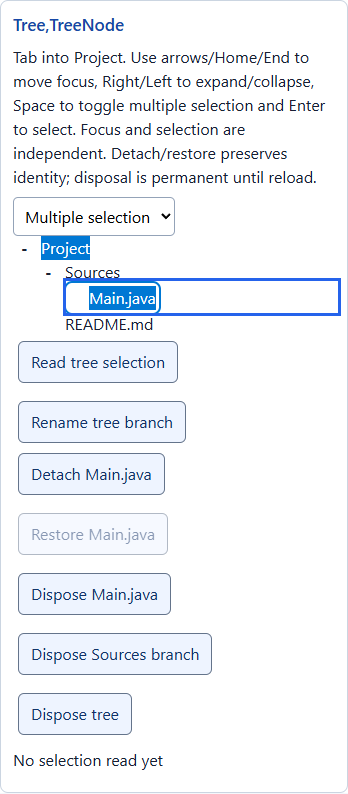 Tree,TreeNode
Tab into Project. Use arrows/Home/End to
move focus, Right/Left to expand/collapse,
Space to toggle multiple selection and Enter
to select. Focus and selection are
independent. Detach/restore preserves
identity; disposal is permanent until reload.
Multiple selection
- Project
- Sources
Main.java
README.md
Read tree selection
Rename tree branch
Detach Main.java
Restore Main.java
Dispose Main.java
Dispose Sources branch
Dispose tree
No selection read yet